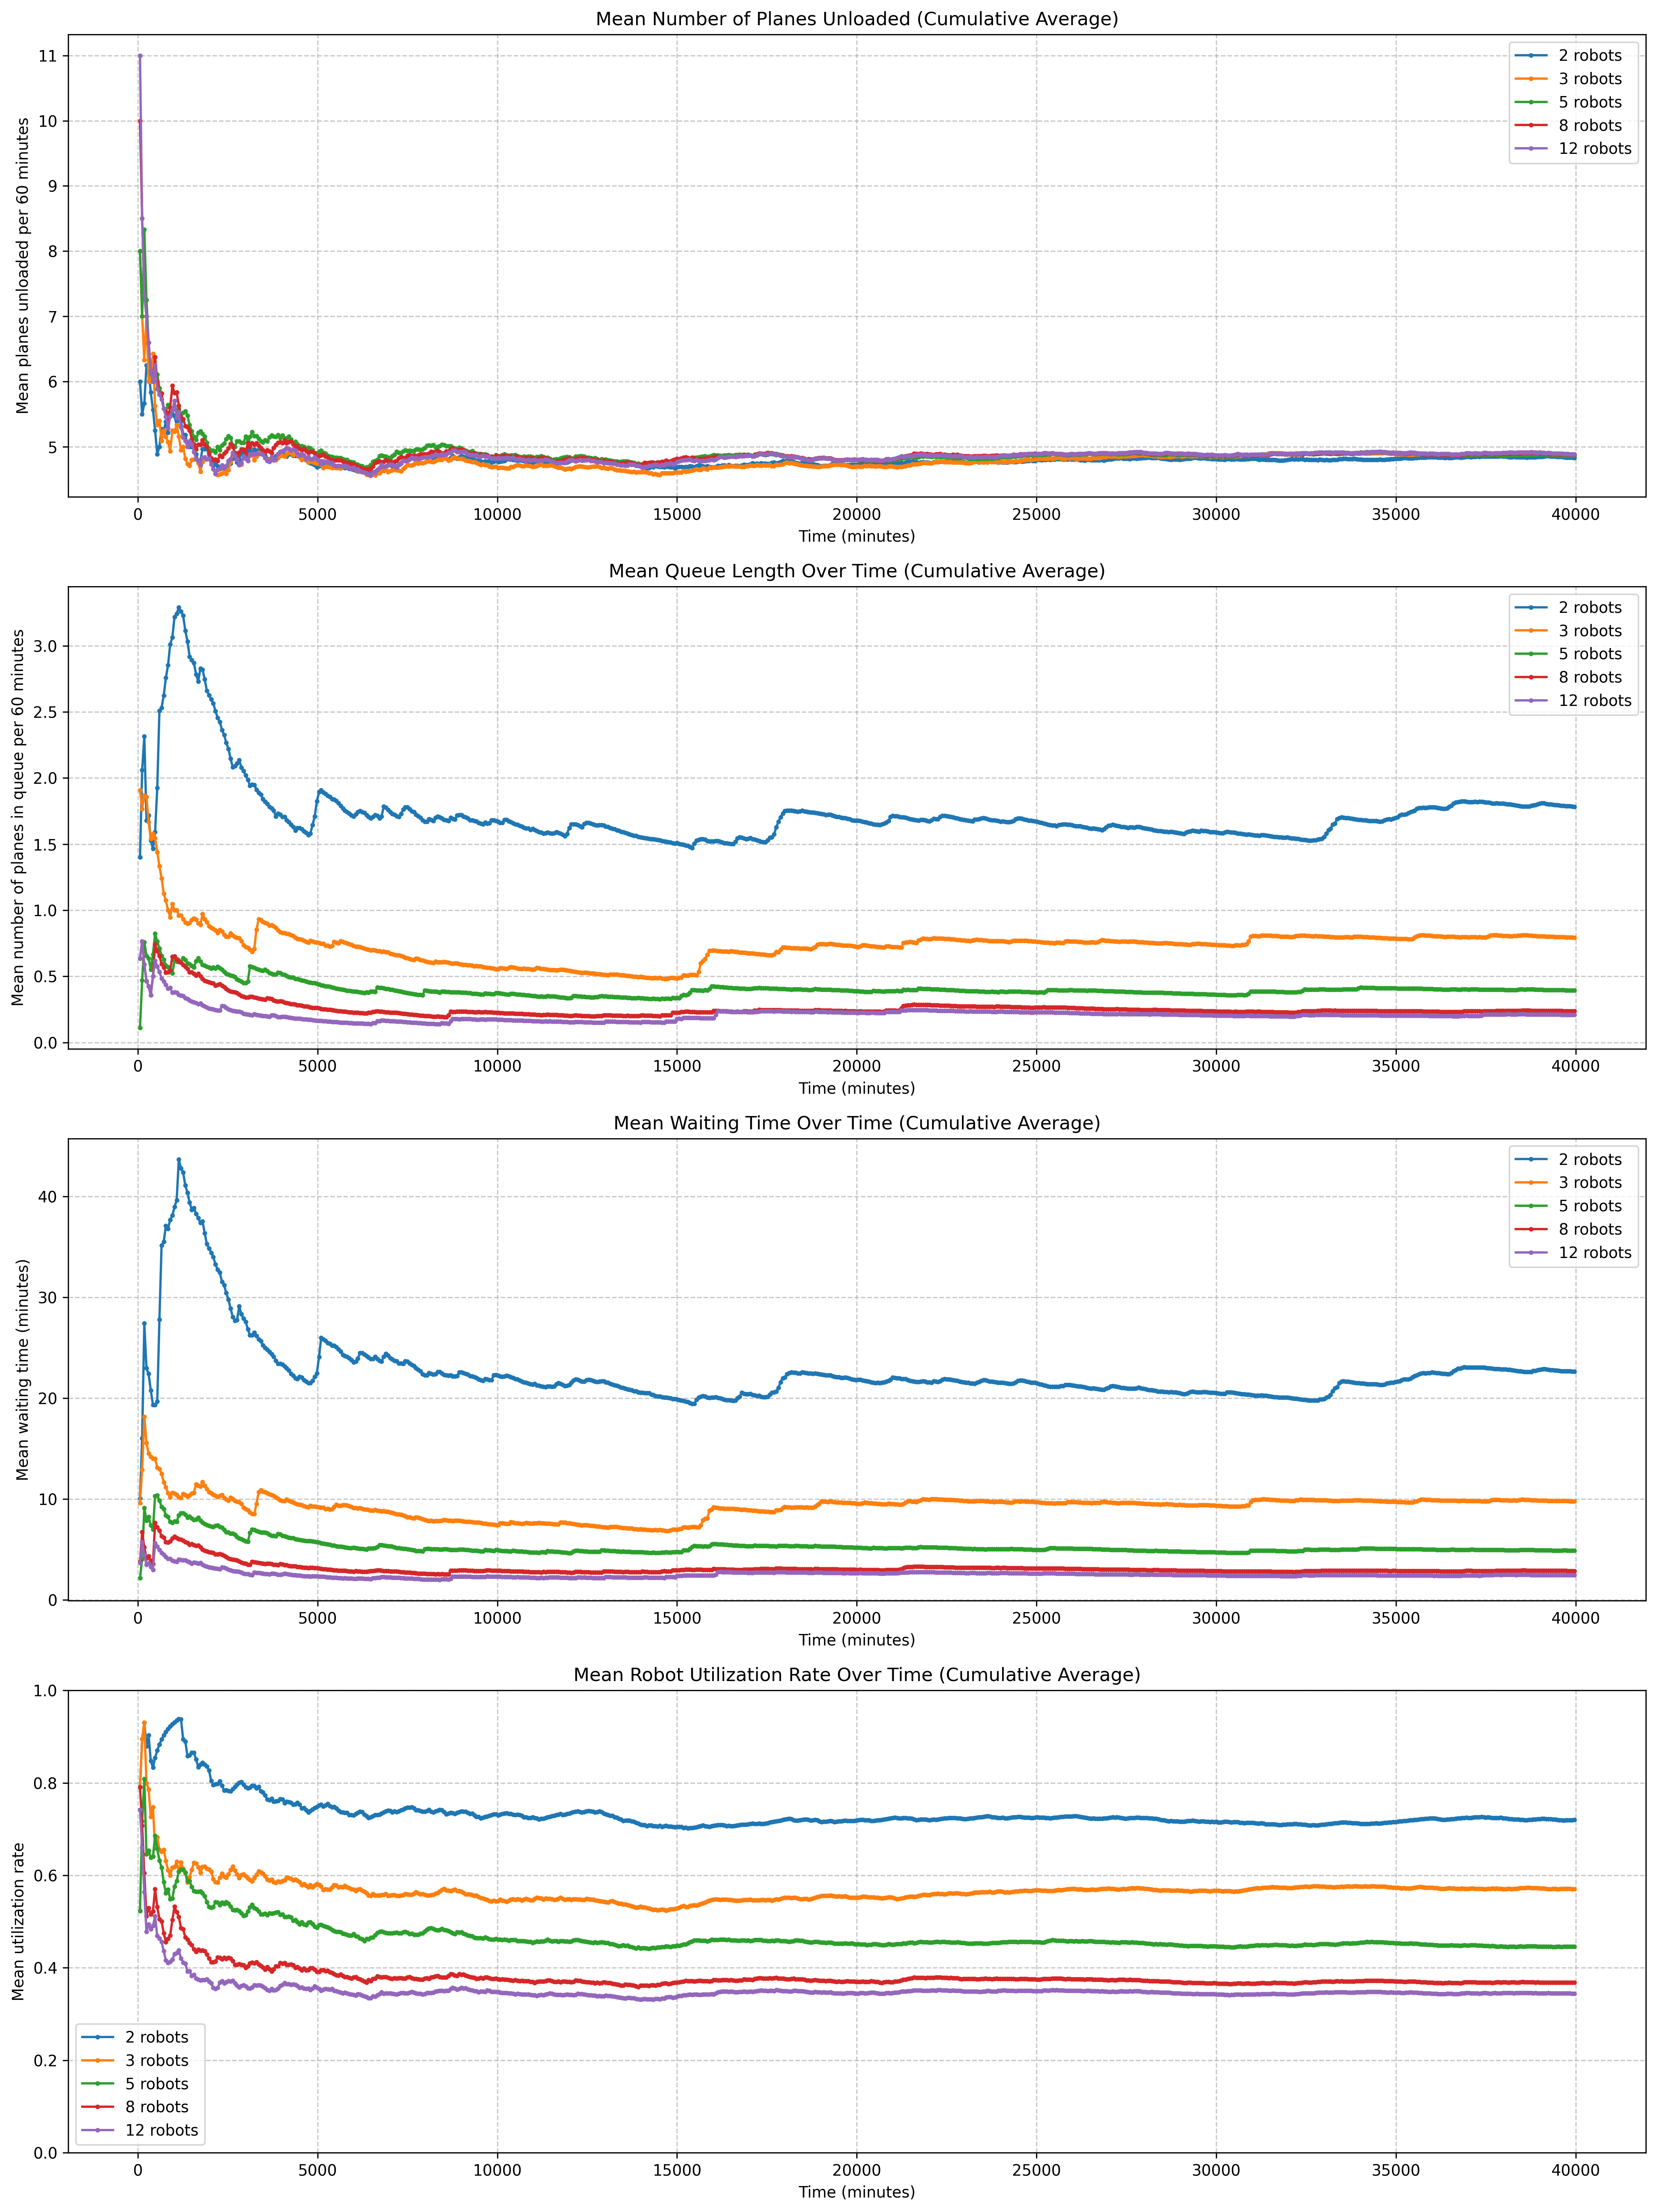 Mean Number of Planes Unloaded (Cumulative Average)
Mean planes unloaded per 60 minutes
11
10
9
8
7
6
5
2 robots
3 robots
5 robots
8 robots
12 robots
0 5000 10000 15000 20000 25000 30000 35000 40000
Time (minutes)
Mean Queue Length Over Time (Cumulative Average)
Mean number of planes in queue per 60 minutes
3.0
2.5
2.0
1.5
1.0
0.5
0.0
2 robots
3 robots
5 robots
8 robots
12 robots
0 5000 10000 15000 20000 25000 30000 35000 40000
Time (minutes)
Mean Waiting Time Over Time (Cumulative Average)
Mean waiting time (minutes)
40
30
20
10
0
2 robots
3 robots
5 robots
8 robots
12 robots
0 5000 10000 15000 20000 25000 30000 35000 40000
Time (minutes)
Mean Robot Utilization Rate Over Time (Cumulative Average)
Mean utilization rate
1.0
0.8
0.6
0.4
0.2
0.0
2 robots
3 robots
5 robots
8 robots
12 robots
0 5000 10000 15000 20000 25000 30000 35000 40000
Time (minutes)